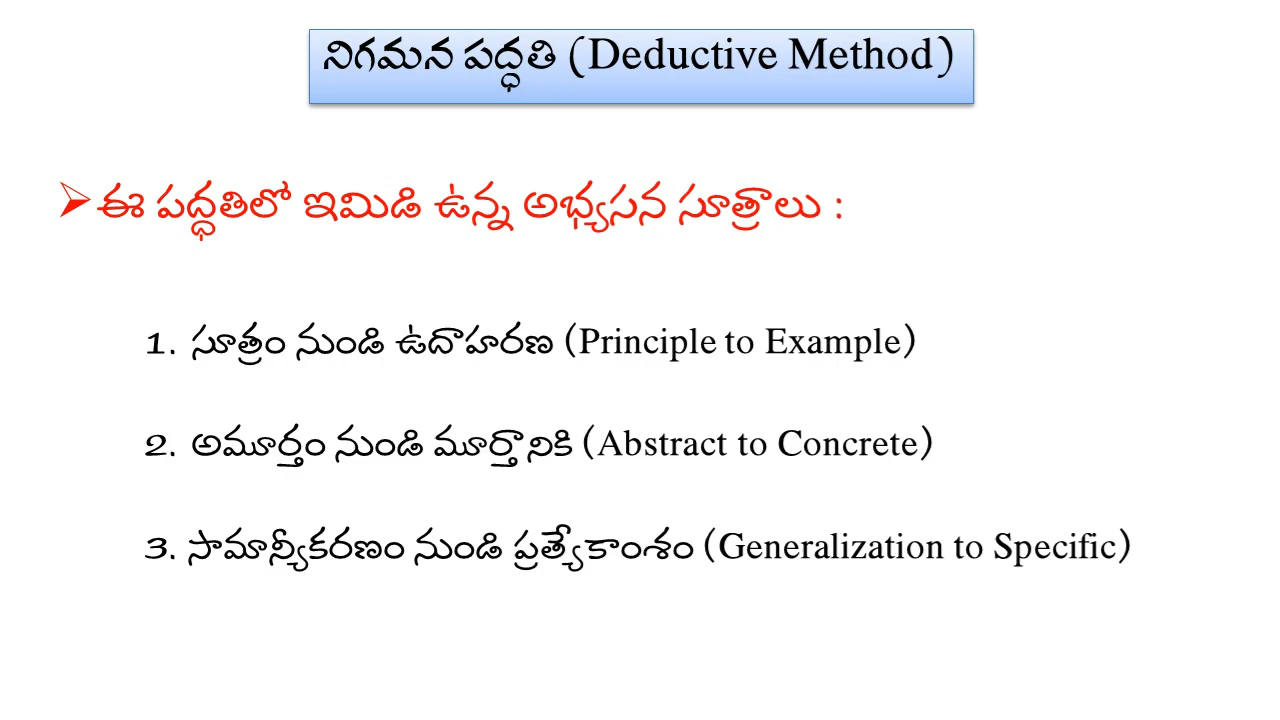 నిగమన పద్ధతి (Deductive Method)
ఈ పద్ధతిలో ఇమిడి ఉన్న అభ్యసన సూత్రాలు :
1. సూత్రం నుండి ఉదాహరణ (Principle to Example)
2. అమూర్తం నుండి మూర్తానికి (Abstract to Concrete)
3. సామాన్యీకరణం నుండి ప్రత్యేకాంశం (Generalization to Specific)